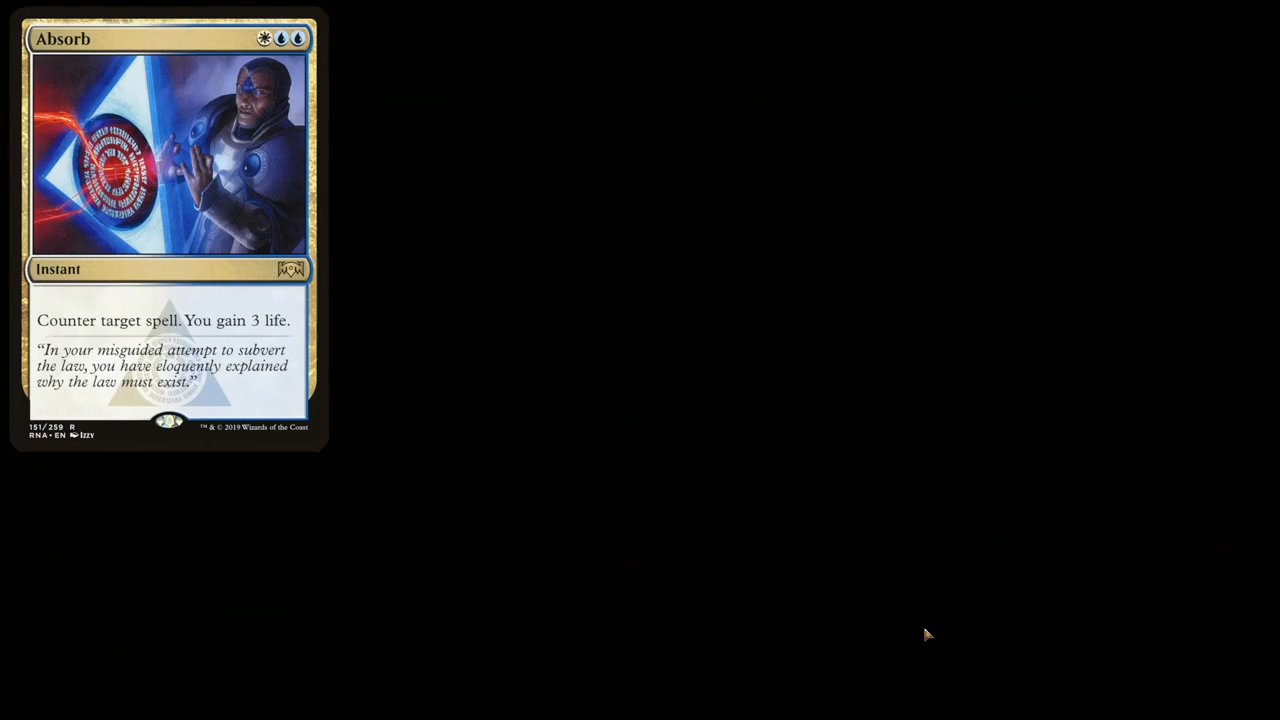 Absorb
Instant
Counter target spell. You gain 3 life.
“In your misguided attempt to subvert
the law, you have eloquently explained
why the law must exist.”
151/259 R
RNA • EN Izzy
™ & © 2019 Wizards of the Coast